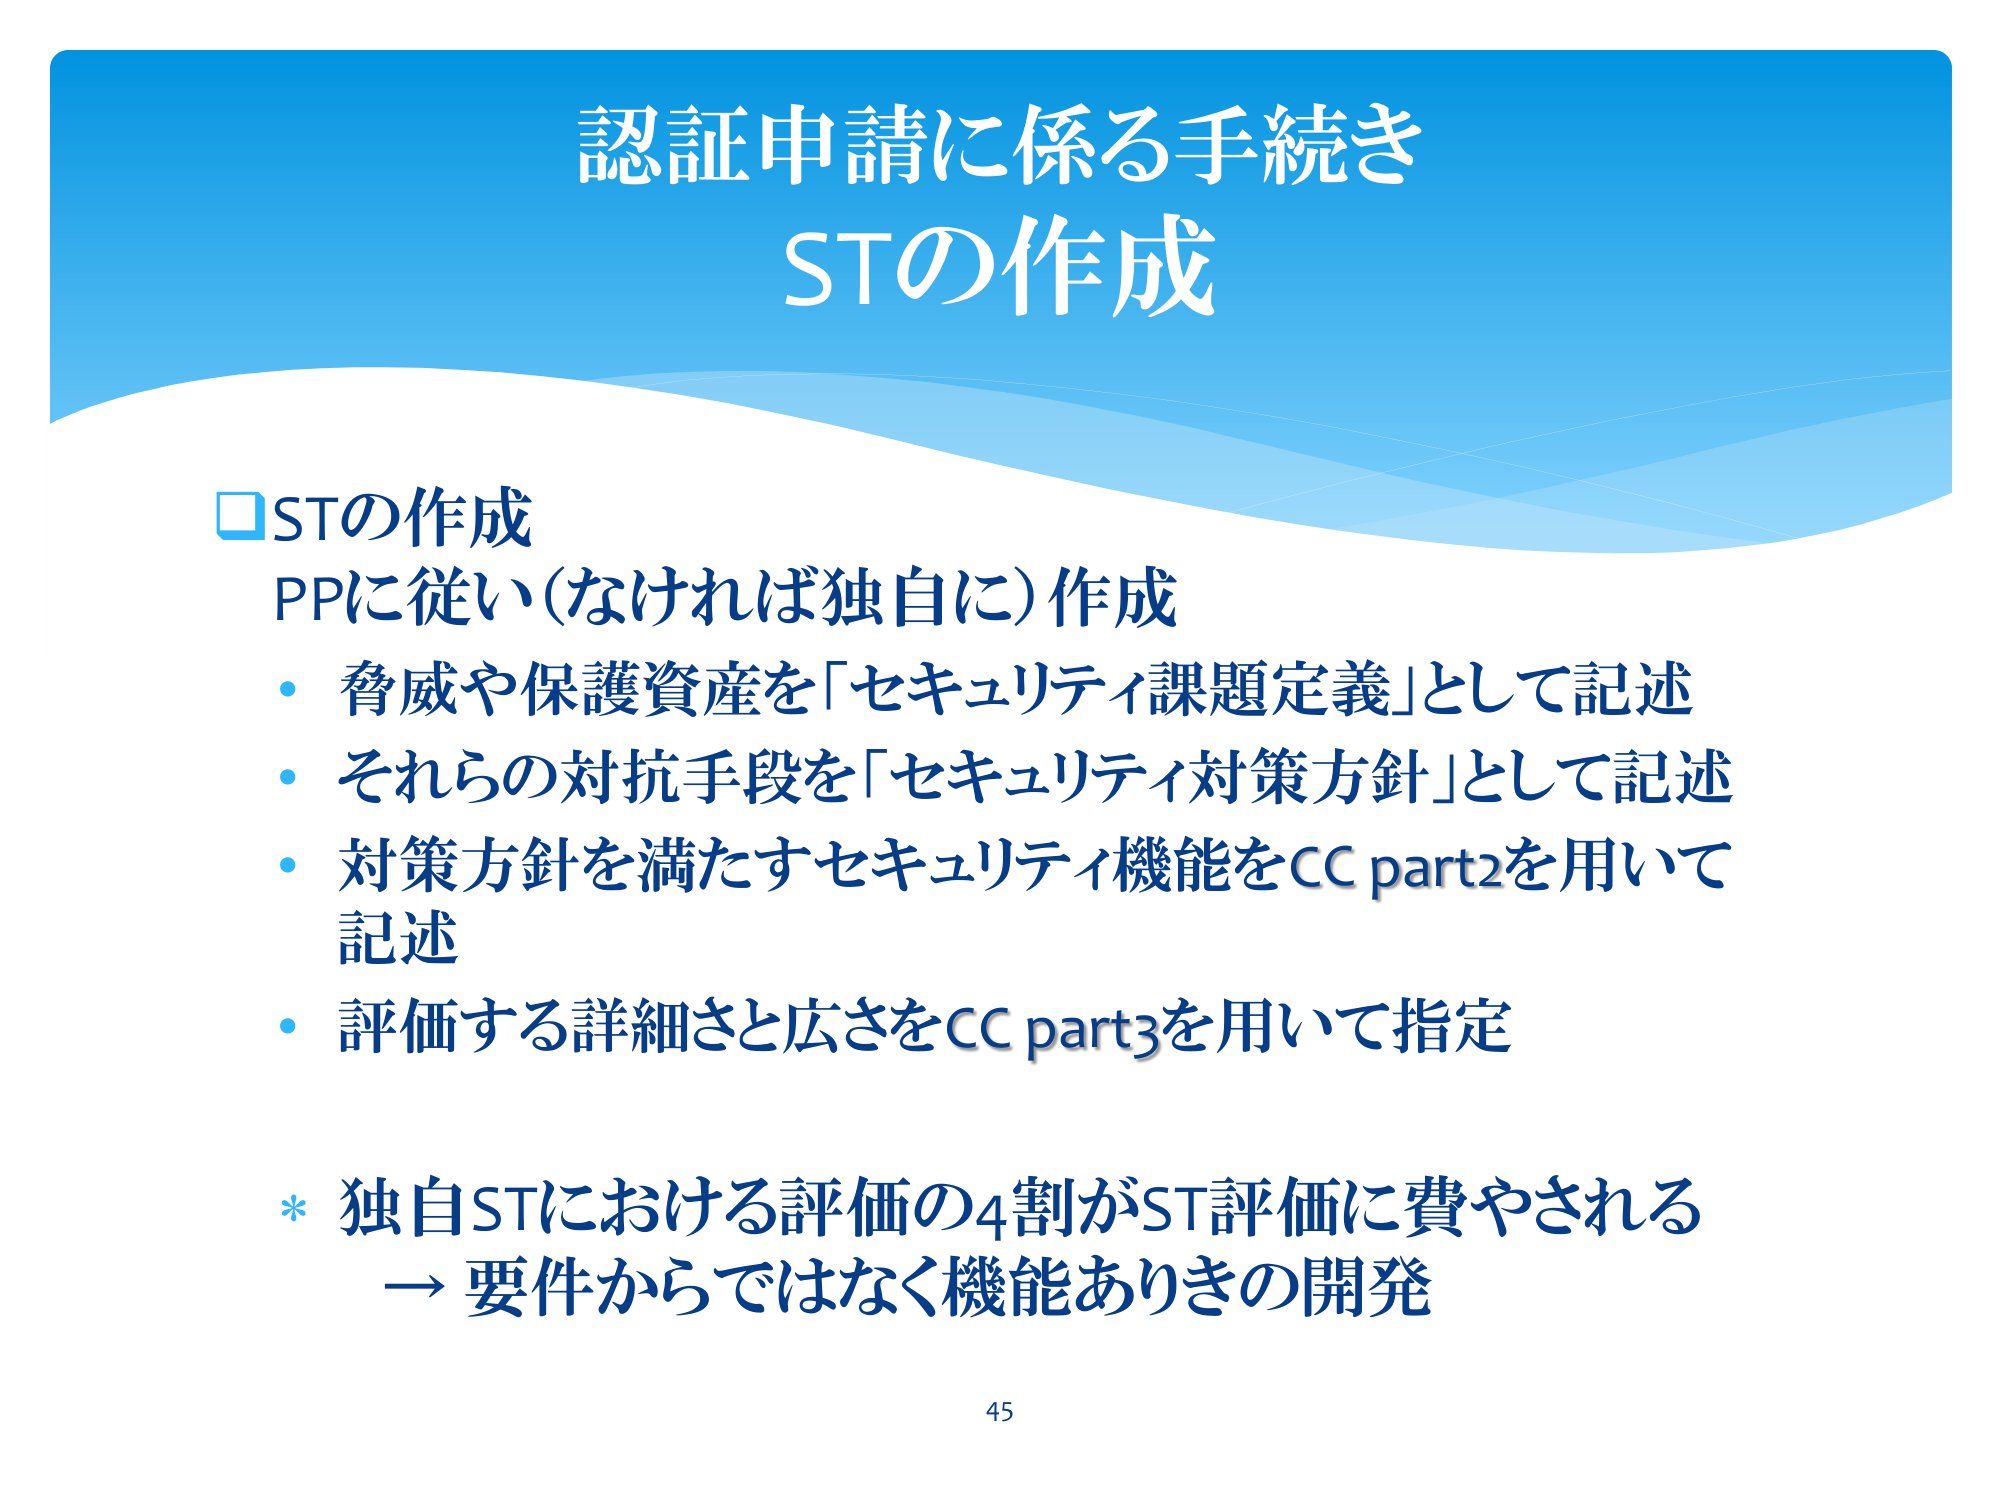 認証申請に係る手続き
STの作成
❑STの作成
PPに従い（なければ独自に）作成
• 脅威や保護資産を「セキュリティ課題定義」として記述
• それらの対抗手段を「セキュリティ対策方針」として記述
• 対策方針を満たすセキュリティ機能をCC part2を用いて
記述
• 評価する詳細さと広さをCC part3を用いて指定
* 独自STにおける評価の4割がST評価に費やされる
→ 要件からではなく機能ありきの開発
45